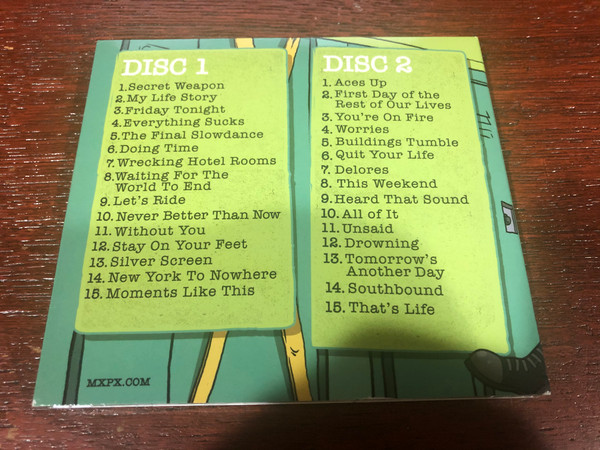 DISC 1
1.Secret Weapon
2.My Life Story
3.Friday Tonight
4.Everything Sucks
5.The Final Slowdance
6.Doing Time
7.Wrecking Hotel Rooms
8.Waiting For The
World To End
9.Let's Ride
10.Never Better Than Now
11.Without You
12.Stay On Your Feet
13.Silver Screen
14.New York To Nowhere
15.Moments Like This
MXPX.COM
DISC 2
1.Aces Up
2.First Day of the
Rest of Our Lives
3.You're On Fire
4.Worries
5.Buildings Tumble
6.Quit Your Life
7.Delores
8.This Weekend
9.Heard That Sound
10.All of It
11.Unsaid
12.Drowning
13.Tomorrow's
Another Day
14.Southbound
15.That's Life